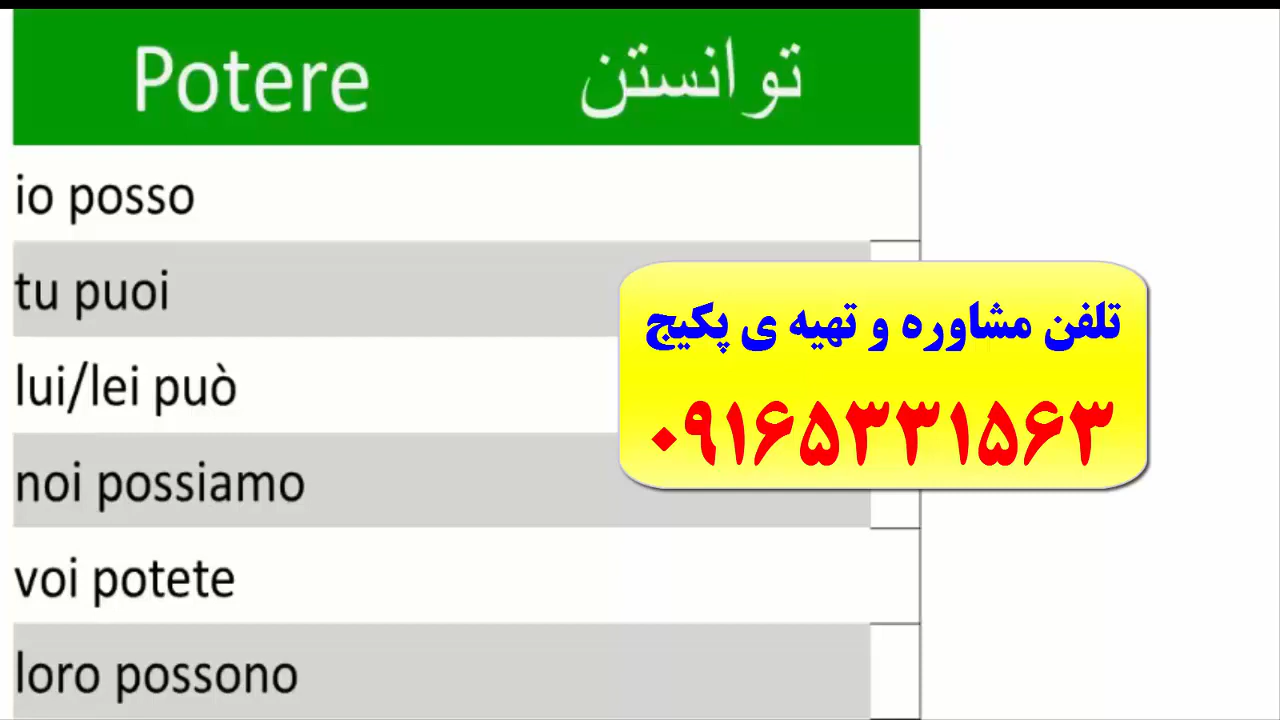 Potere توانستن
io posso
tu puoi
lui/lei può
noi possiamo
voi potete
loro possono
تلفن مشاوره و تهیه ی پکیج
۰۹۱۶۵۳۳۱۵۶۳